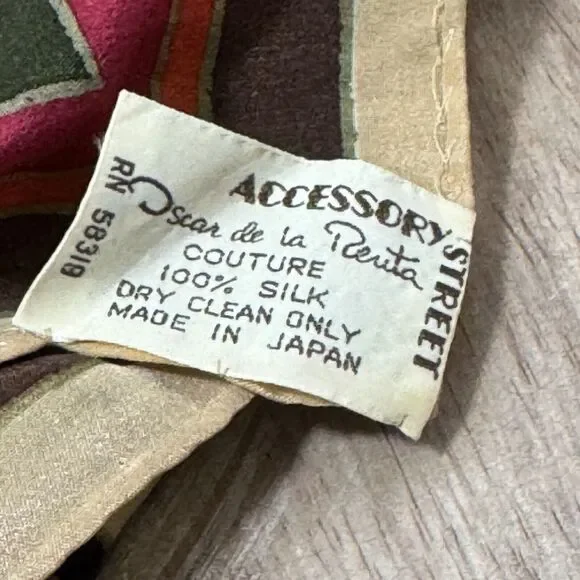 ACCESSORY STREET
Oscar de la Renta
COUTURE
100% SILK
DRY CLEAN ONLY
MADE IN JAPAN
RN 58318